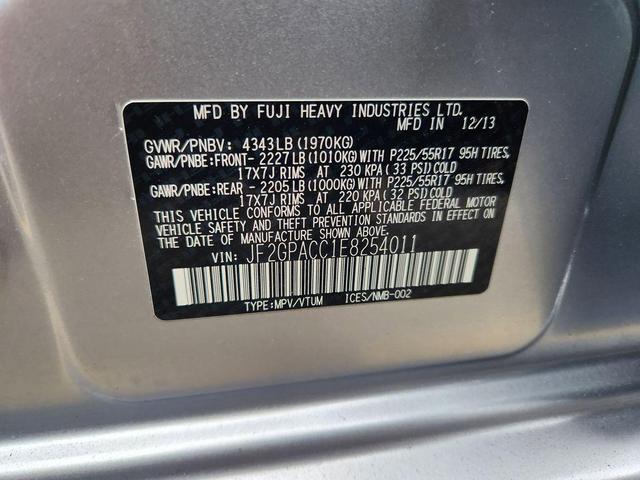 MFD BY FUJI HEAVY INDUSTRIES LTD.
MFD IN 12/13
GVWR/PNBV: 4343LB(1970KG)
GAWR/PNBE:FRONT- 2227LB(1010KG)WITH P225/55R17 95H TIRES,
17X7J RIMS AT 230 KPA(33 PSI)COLD
GAWR/PNBE:REAR - 2205LB(1000KG)WITH P225/55R17 95H TIRES,
17X7J RIMS AT 220 KPA(32 PSI)COLD
THIS VEHICLE CONFORMS TO ALL APPLICABLE FEDERAL MOTOR
VEHICLE SAFETY AND THEFT PREVENTION STANDARDS IN EFFECT
ON THE DATE OF MANUFACTURE SHOWN ABOVE.
VIN: JF2GPACC1E8254011
TYPE:MPV/VTUM ICES/NMB-002